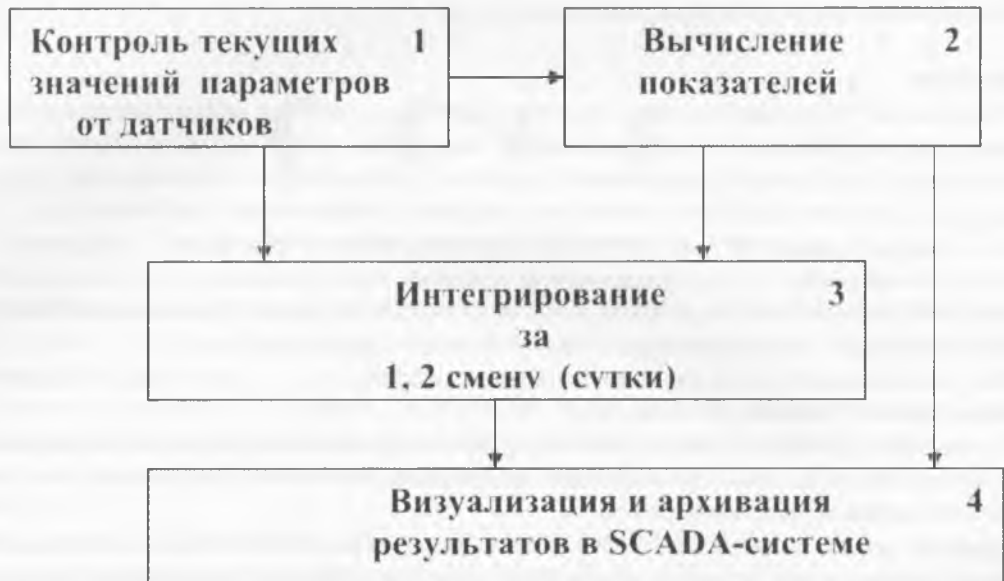 Контроль текущих 1
значений параметров
от датчиков
Вычисление 2
показателей
Интегрирование 3
за
1, 2 смену (сутки)
Визуализация и архивация 4
результатов в SCADA-системе